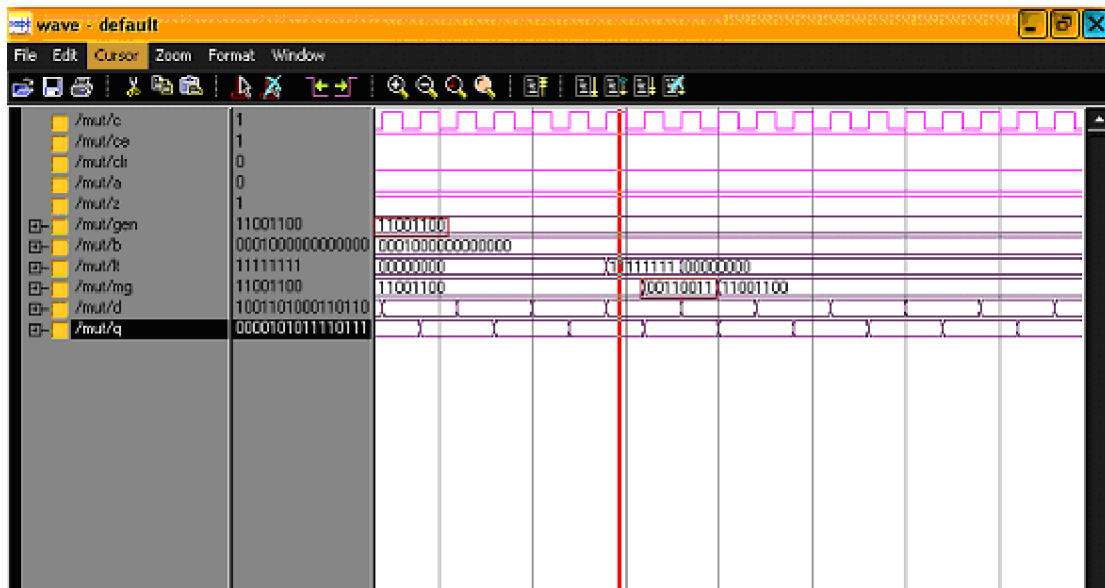 wave - default
File Edit Cursor Zoom Format Window
/mut/c 1
/mut/ce 1
/mut/clr 0
/mut/a 0
/mut/z 1
/mut/gen 11001100 11001100
/mut/b 0001000000000000 0001000000000000
/mut/lt 11111111 00000000 11111111 00000000
/mut/mg 11001100 11001100 00110011 11001100
/mut/d 1001101000110110
/mut/q 0000101011110111